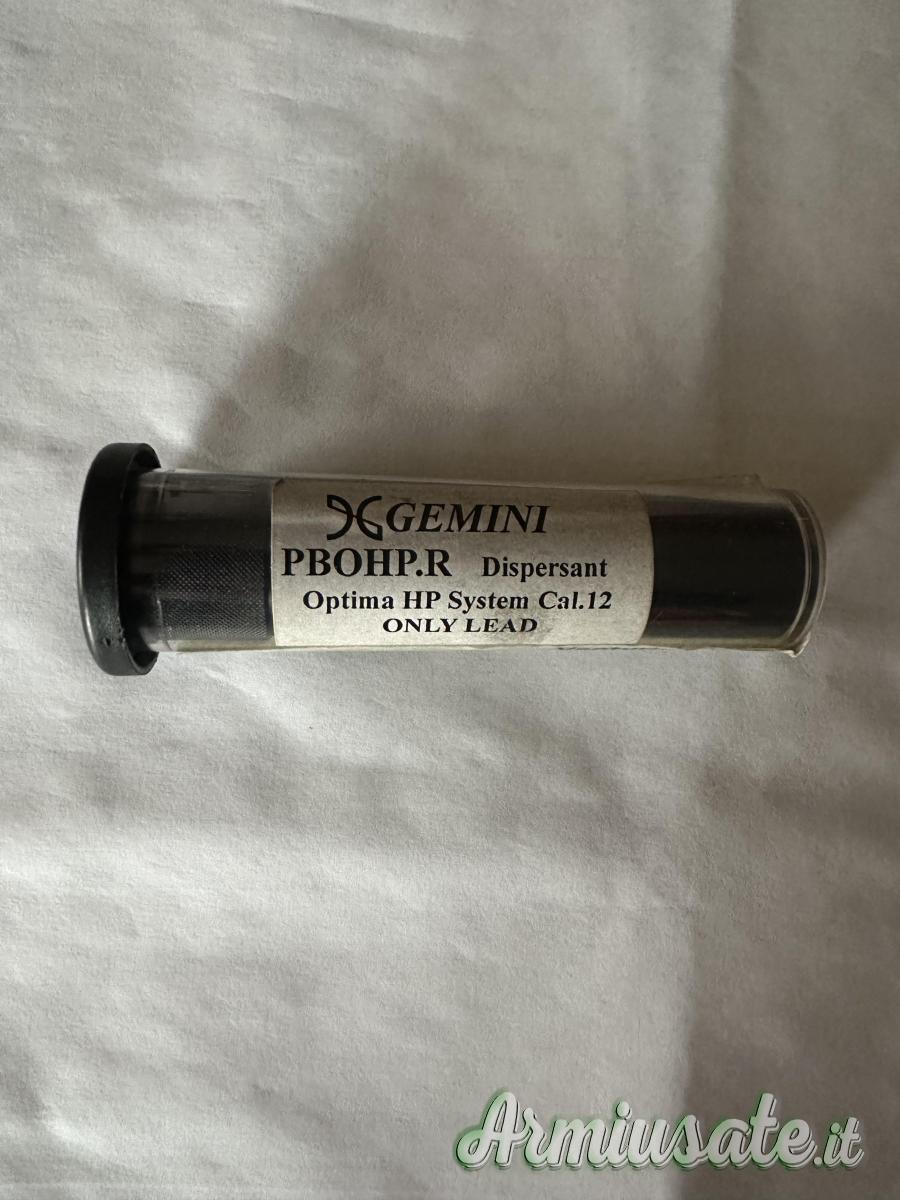 GEMINI
PBOHP.R Dispersant
Optima HP System Cal.12
ONLY LEAD
Armiusate.it